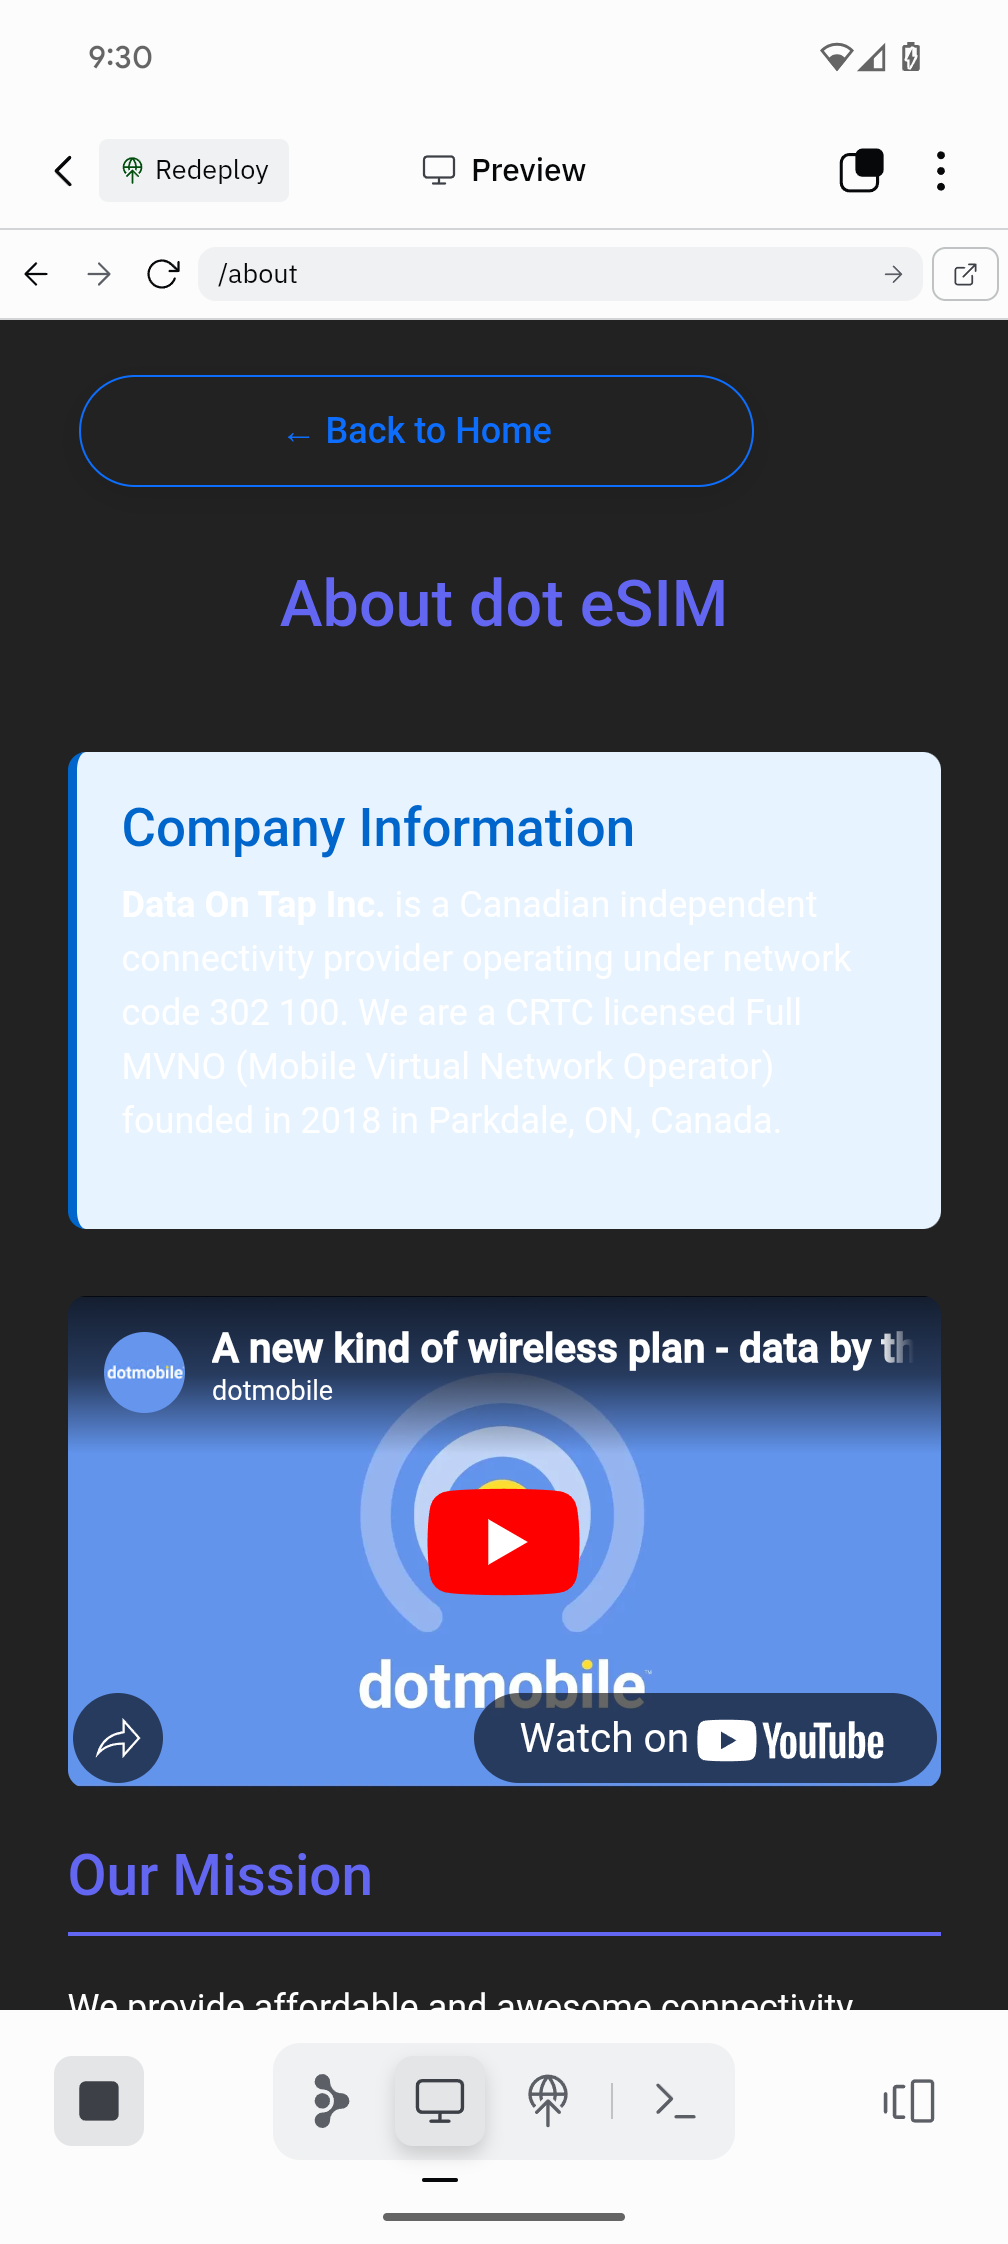 9:30
Redeploy
Preview
/about
← Back to Home
About dot eSIM
Company Information
Data On Tap Inc. is a Canadian independent
connectivity provider operating under network
code 302 100. We are a CRTC licensed Full
MVNO (Mobile Virtual Network Operator)
founded in 2018 in Parkdale, ON, Canada.
dotmobile
A new kind of wireless plan - data by th
dotmobile
dotmobile™
Watch on YouTube
Our Mission
We provide affordable and awesome connectivity